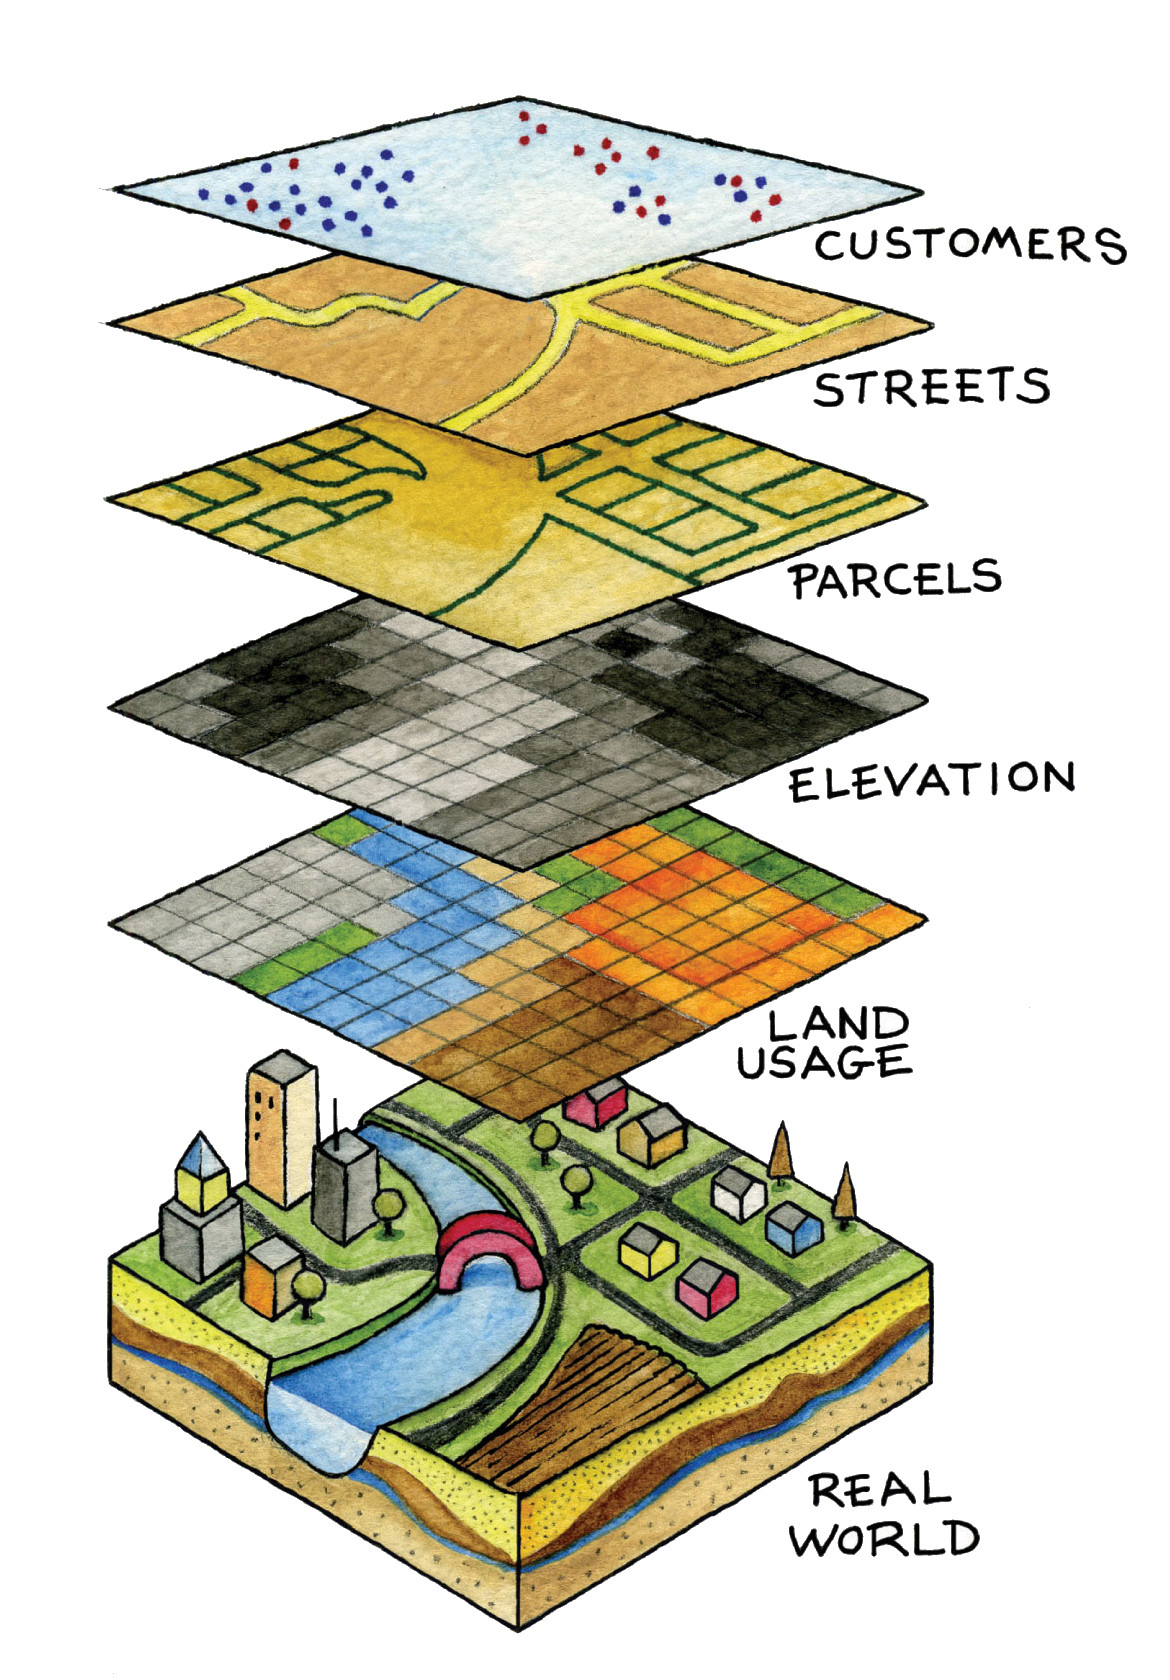 CUSTOMERS
STREETS
PARCELS
ELEVATION
LAND
USAGE
REAL
WORLD